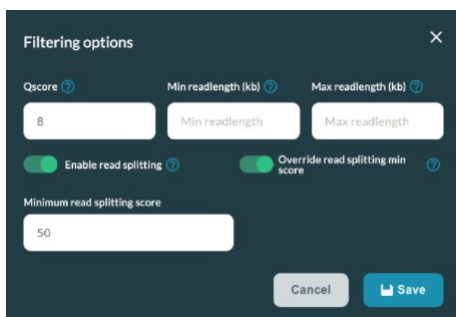 Filtering options
Qscore
Min readlength (kb)
Max readlength (kb)
8
Min readlength
Max readlength
Enable read splitting
Override read splitting min
score
Minimum read splitting score
50
Cancel
Save